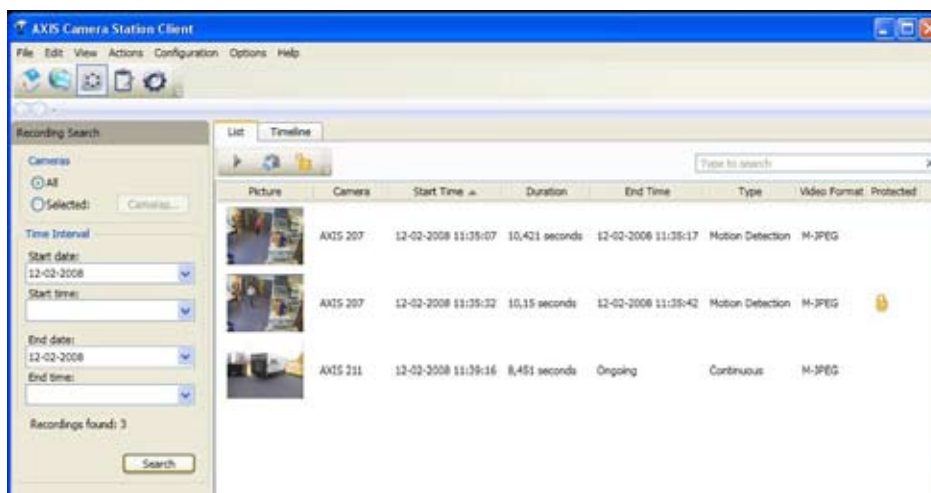 AXIS Camera Station Client
File Edit View Actions Configuration Options Help
Recording Search
Cameras
All
Selected: Cameras...
Time Interval
Start date:
12-02-2008
Start time:
End date:
12-02-2008
End time:
Recordings found: 3
Search
List Timeline
Type to search
Picture Camera Start Time Duration End Time Type Video Format Protected
AXIS 207 12-02-2008 11:35:07 10,421 seconds 12-02-2008 11:35:17 Motion Detection M-JPEG
AXIS 207 12-02-2008 11:35:32 10,15 seconds 12-02-2008 11:35:42 Motion Detection M-JPEG
AXIS 211 12-02-2008 11:39:16 8,451 seconds Ongoing Continuous M-JPEG